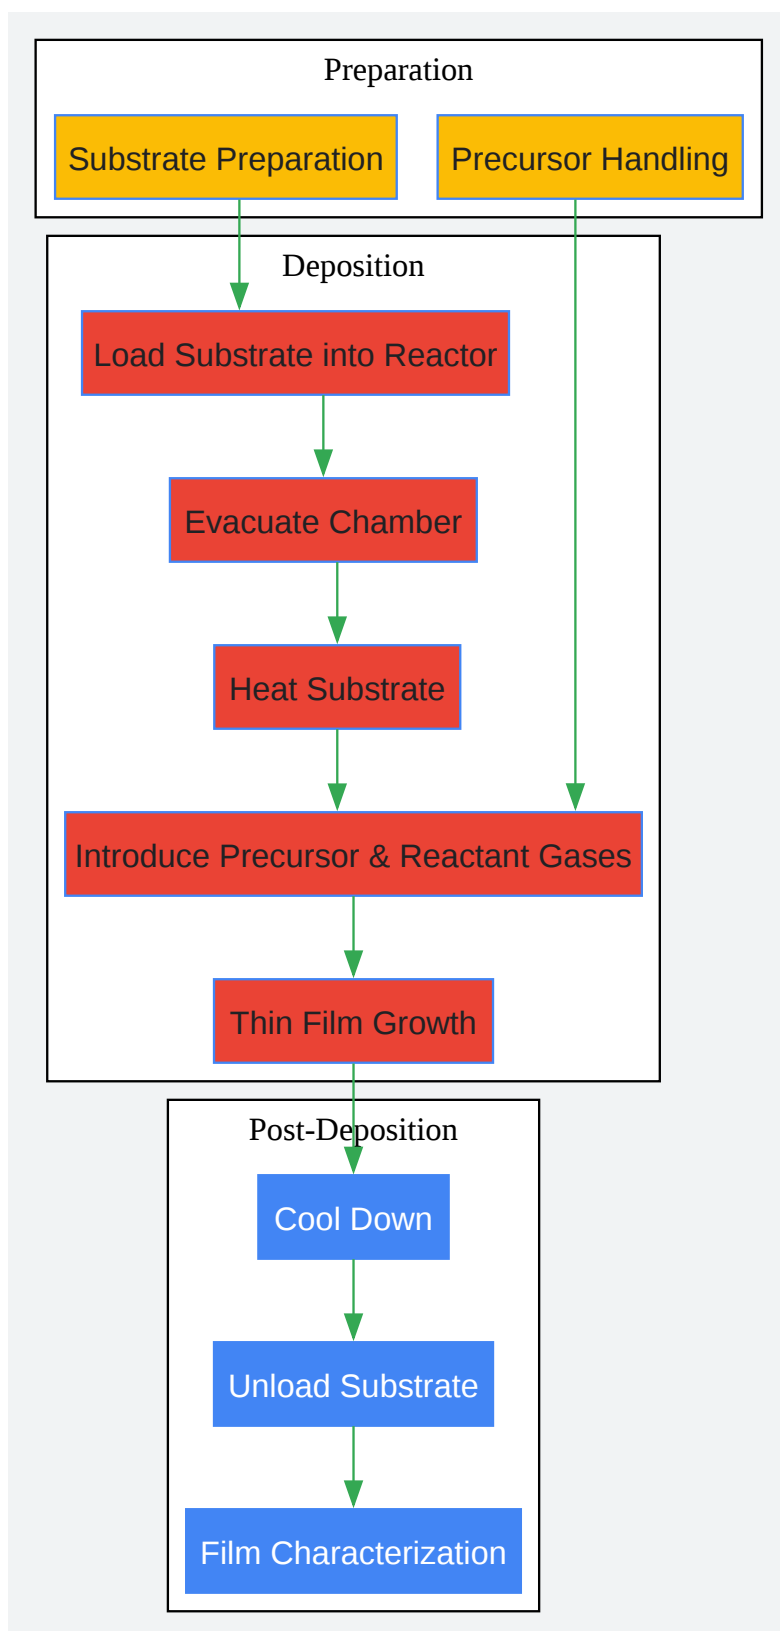 Preparation
Substrate Preparation
Precursor Handling
Deposition
Load Substrate into Reactor
Evacuate Chamber
Heat Substrate
Introduce Precursor & Reactant Gases
Thin Film Growth
Post-Deposition
Cool Down
Unload Substrate
Film Characterization